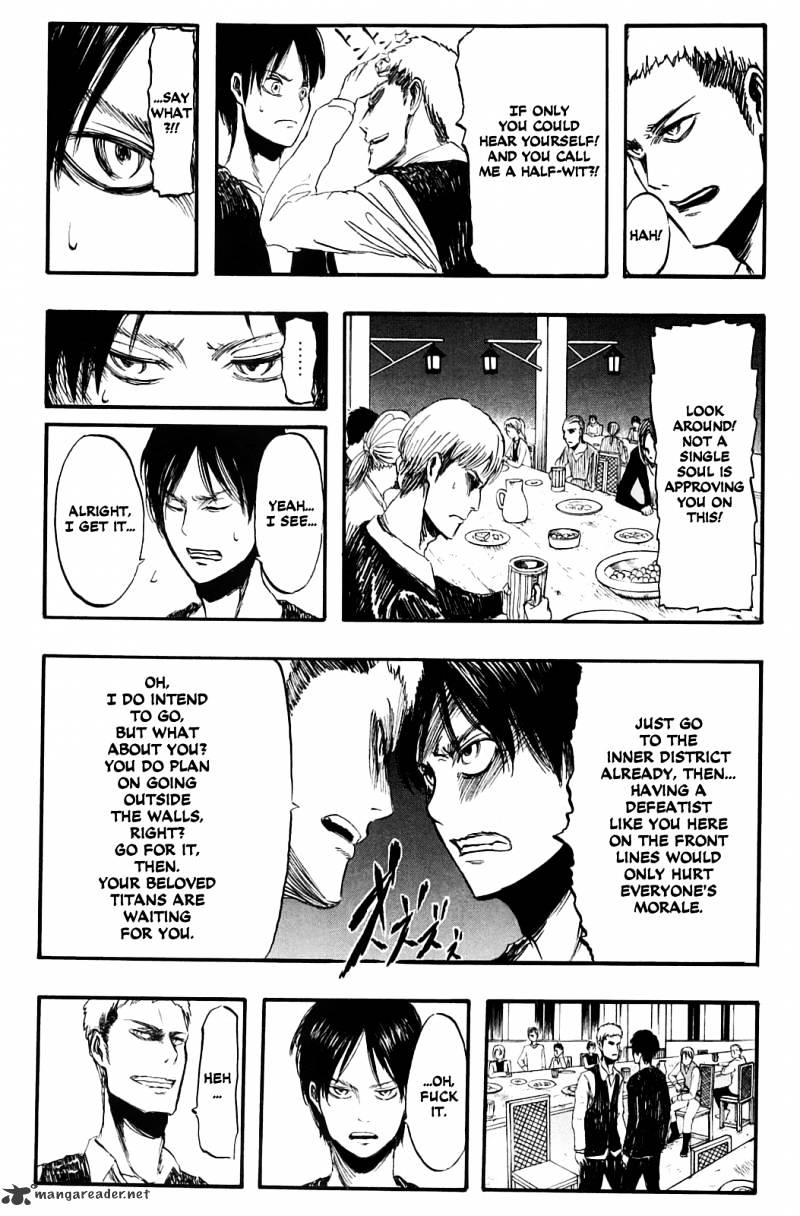 HAH!
IF ONLY
YOU COULD
HEAR YOURSELF!
AND YOU CALL
ME A HALF-WIT?!
...SAY
WHAT
?!!
LOOK
AROUND!
NOT A
SINGLE
SOUL IS
APPROVING
YOU ON
THIS!
......
YEAH...
I SEE...
ALRIGHT,
I GET IT...
JUST GO
TO THE
INNER DISTRICT
ALREADY, THEN...
HAVING A
DEFEATIST
LIKE YOU HERE
ON THE FRONT
LINES WOULD
ONLY HURT
EVERYONE'S
MORALE.
OH,
I DO INTEND
TO GO,
BUT WHAT
ABOUT YOU?
YOU DO PLAN
ON GOING
OUTSIDE
THE WALLS,
RIGHT?
GO FOR IT,
THEN.
YOUR BELOVED
TITANS ARE
WAITING
FOR YOU.
...OH,
FUCK
IT.
HEH
...
mangareader.net